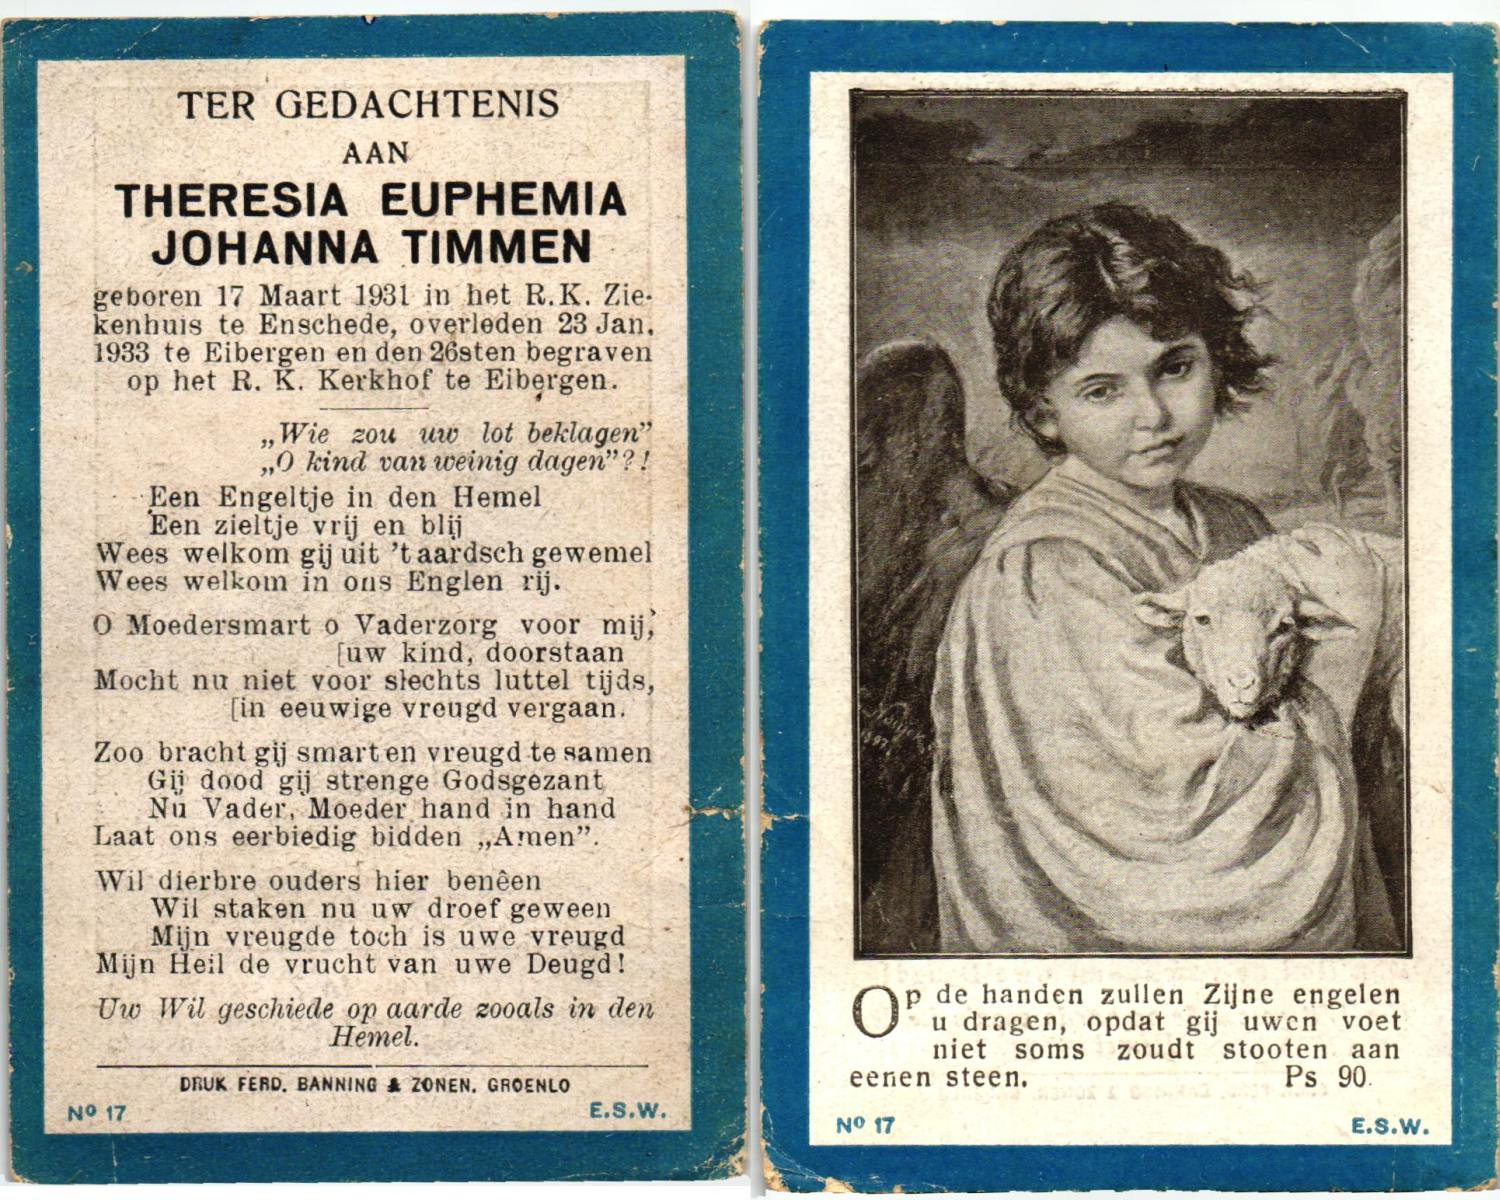 TER GEDACHTENIS
AAN
THERESIA EUPHEMIA
JOHANNA TIMMEN
geboren 17 Maart 1931 in het R.K. Zie-
kenhuis te Enschede, overleden 23 Jan.
1933 te Eibergen en den 26sten begraven
op het R. K. Kerkhof te Eibergen.
„Wie zou uw lot beklagen”
„O kind van weinig dagen”?!
Een Engeltje in den Hemel
Een zieltje vrij en blij
Wees welkom gij uit ’t aardsch gewemel
Wees welkom in ons Englen rij.
O Moedersmart o Vaderzorg voor mij,
[uw kind, doorstaan
Mocht nu niet voor slechts luttel tijds,
[in eeuwige vreugd vergaan.
Zoo bracht gij smart en vreugd te samen
Gij dood gij strenge Godsgezant
Nu Vader, Moeder hand in hand
Laat ons eerbiedig bidden „Amen”.
Wil dierbre ouders hier benêen
Wil staken nu uw droef geween
Mijn vreugde toch is uwe vreugd
Mijn Heil de vrucht van uwe Deugd!
Uw Wil geschiede op aarde zooals in den
Hemel.
DRUK FERD. BANNING & ZONEN. GROENLO
No 17 E.S.W.
Op de handen zullen Zijne engelen
u dragen, opdat gij uwen voet
niet soms zoudt stooten aan
eenen steen. Ps 90.
No 17 E.S.W.